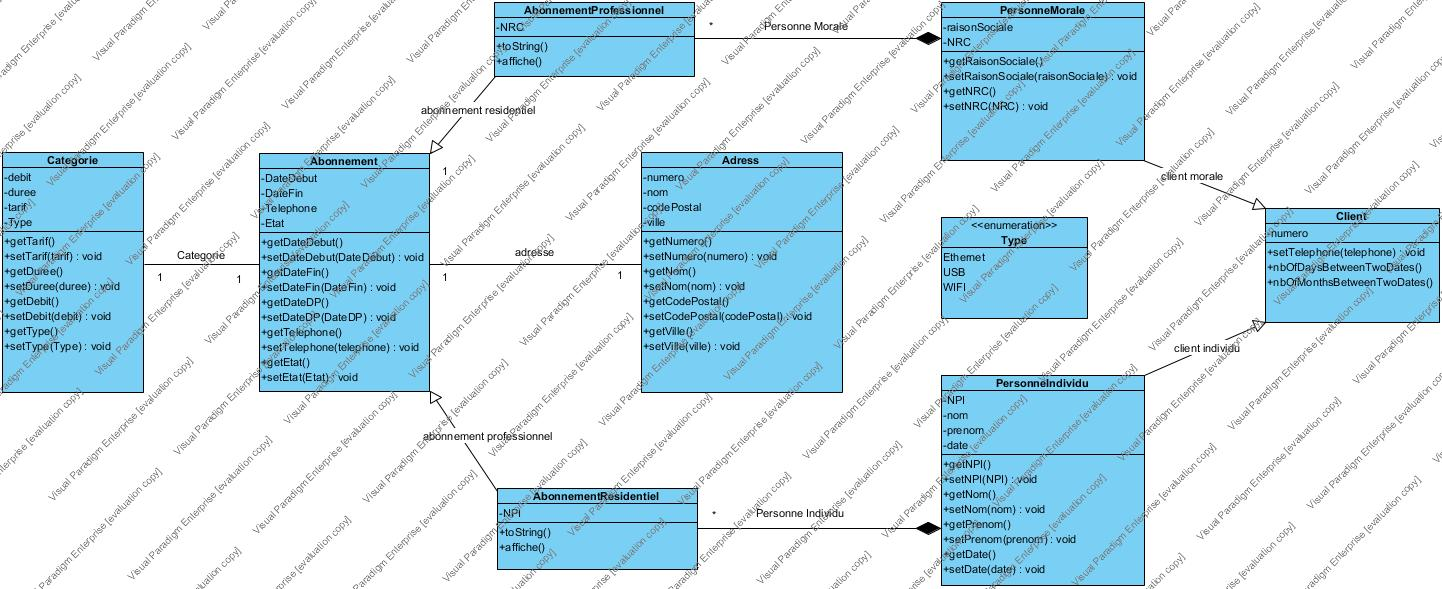 AbonnementProfessionnel
-NRC
+toString()
+affiche()
*
Personne Morale
PersonneMorale
-raisonSociale
-NRC
+getRaisonSociale()
+setRaisonSociale(raisonSociale) : void
+getNRC()
+setNRC(NRC) : void
abonnement residentiel
client morale
Categorie
-debit
-duree
-tarif
-Type
+getTarif()
+setTarif(tarif) : void
+getDuree()
+setDuree(duree) : void
+getDebit()
+setDebit(debit) : void
+getType()
+setType(Type) : void
Categorie
1
1
Abonnement
-DateDebut
-DateFin
-Telephone
-Etat
+getDateDebut()
+setDateDebut(DateDebut) : void
+getDateFin()
+setDateFin(DateFin) : void
+getDateDP()
+setDateDP(DateDP) : void
+getTelephone()
+setTelephone(telephone) : void
+getEtat()
+setEtat(Etat) : void
1
adresse
1
1
Adress
-numero
-nom
-codePostal
-ville
+getNumero()
+setNumero(numero) : void
+getNom()
+setNom(nom) : void
+getCodePostal()
+setCodePostal(codePostal) : void
+getVille()
+setVille(ville) : void
<<enumeration>>
Type
Ethernet
USB
WIFI
Client
-numero
+setTelephone(telephone) : void
+nbOfDaysBetweenTwoDates()
+nbOfMonthsBetweenTwoDates()
client individu
abonnement professionnel
AbonnementResidentiel
-NPI
+toString()
+affiche()
*
Personne Individu
PersonneIndividu
-NPI
-nom
-prenom
-date
+getNPI()
+setNPI(NPI) : void
+getNom()
+setNom(nom) : void
+getPrenom()
+setPrenom(prenom) : void
+getDate()
+setDate(date) : void
Visual Paradigm Enterprise [evaluation copy]